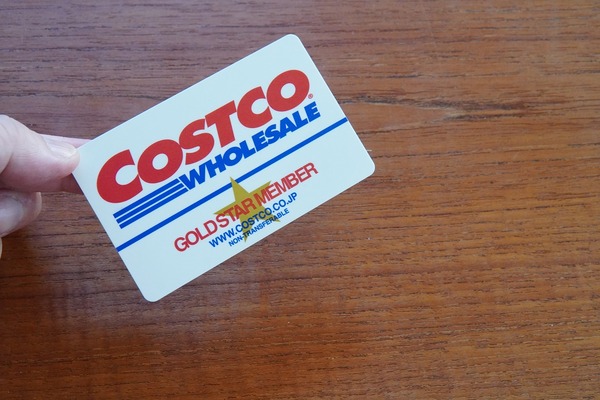 COSTCO®
WHOLESALE
GOLD STAR MEMBER
WWW.COSTCO.CO.JP
NON-TRANSFERABLE